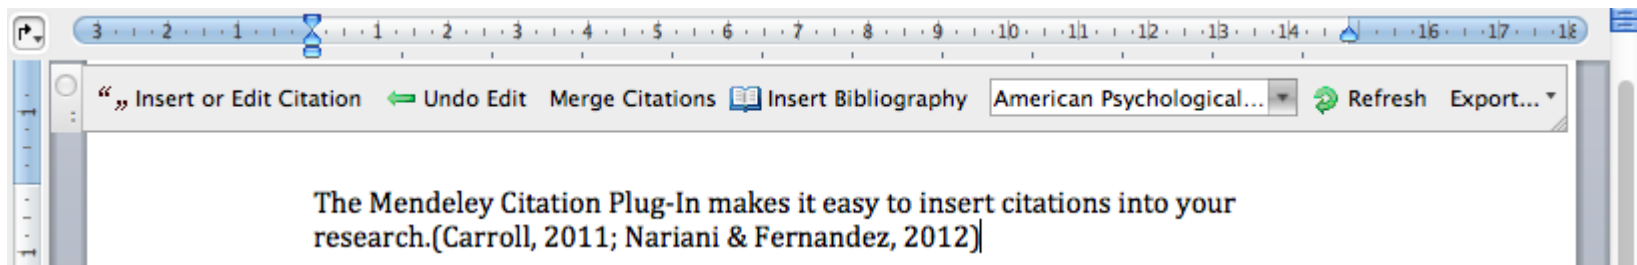 3 2 1 1 2 3 4 5 6 7 8 9 10 11 12 13 14 16 17 18
“ „ Insert or Edit Citation Undo Edit Merge Citations Insert Bibliography American Psychological... Refresh Export...
The Mendeley Citation Plug-In makes it easy to insert citations into your
research.(Carroll, 2011; Nariani & Fernandez, 2012)